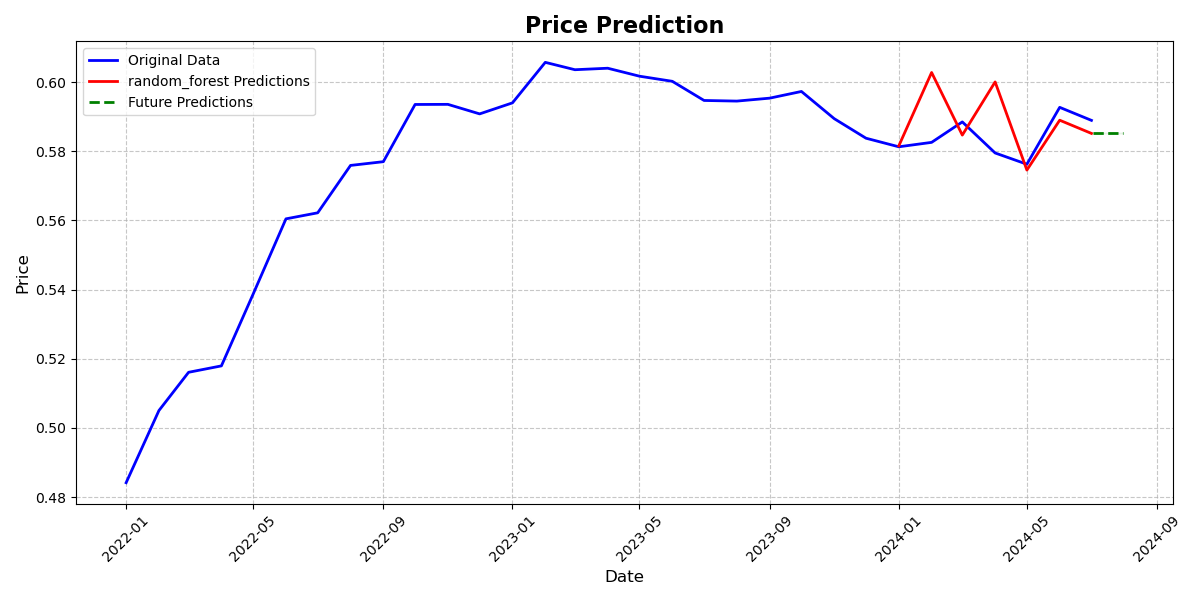 Price Prediction
Original Data
random_forest Predictions
Future Predictions
Price
0.60
0.58
0.56
0.54
0.52
0.50
0.48
2022-01
2022-05
2022-09
2023-01
2023-05
2023-09
2024-01
2024-05
2024-09
Date